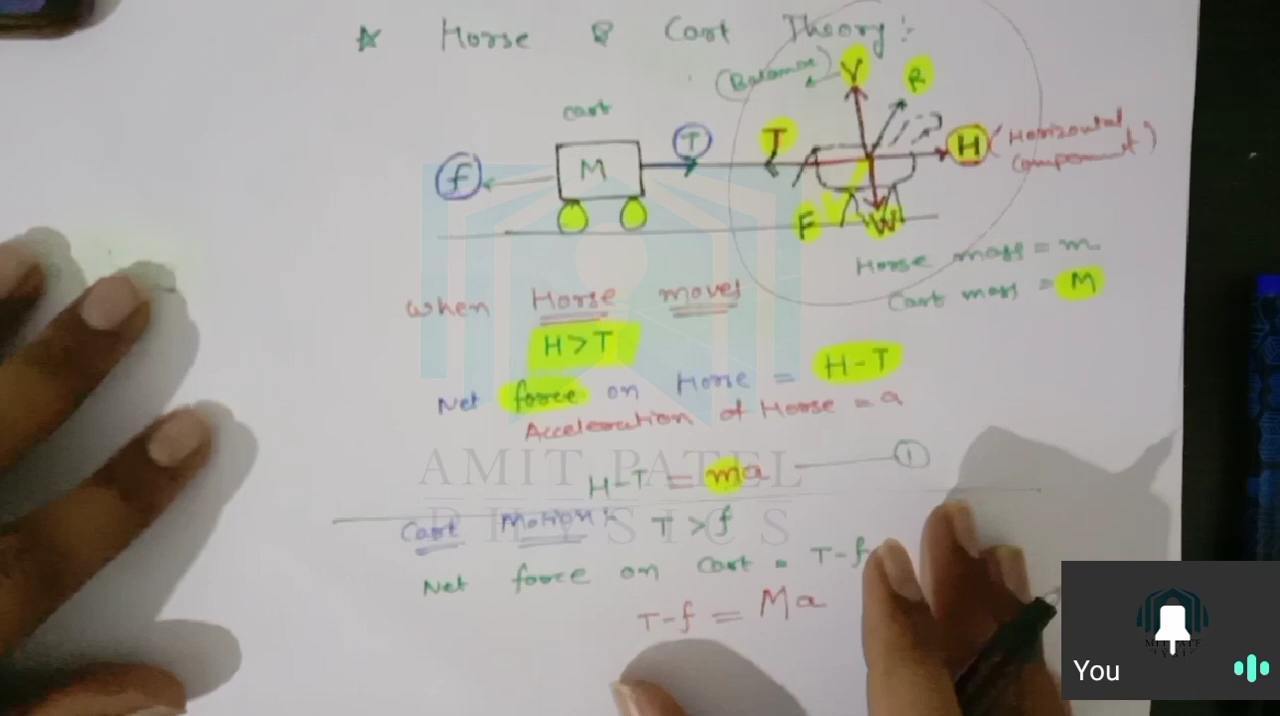 ★ Horse & Cart Theory :-
(Balance)
V
R
cart
T
T
H (Horizontal Component)
f
M
F
W
Horse mass = m
Cart mass = M
When Horse moves
H > T
Net force on Horse = H-T
Acceleration of Horse = a
AMIT PATEL
H-T = ma ①
PHYSICS
Cart Motion :- T > f
Net force on Cart = T-f
T-f = Ma
You